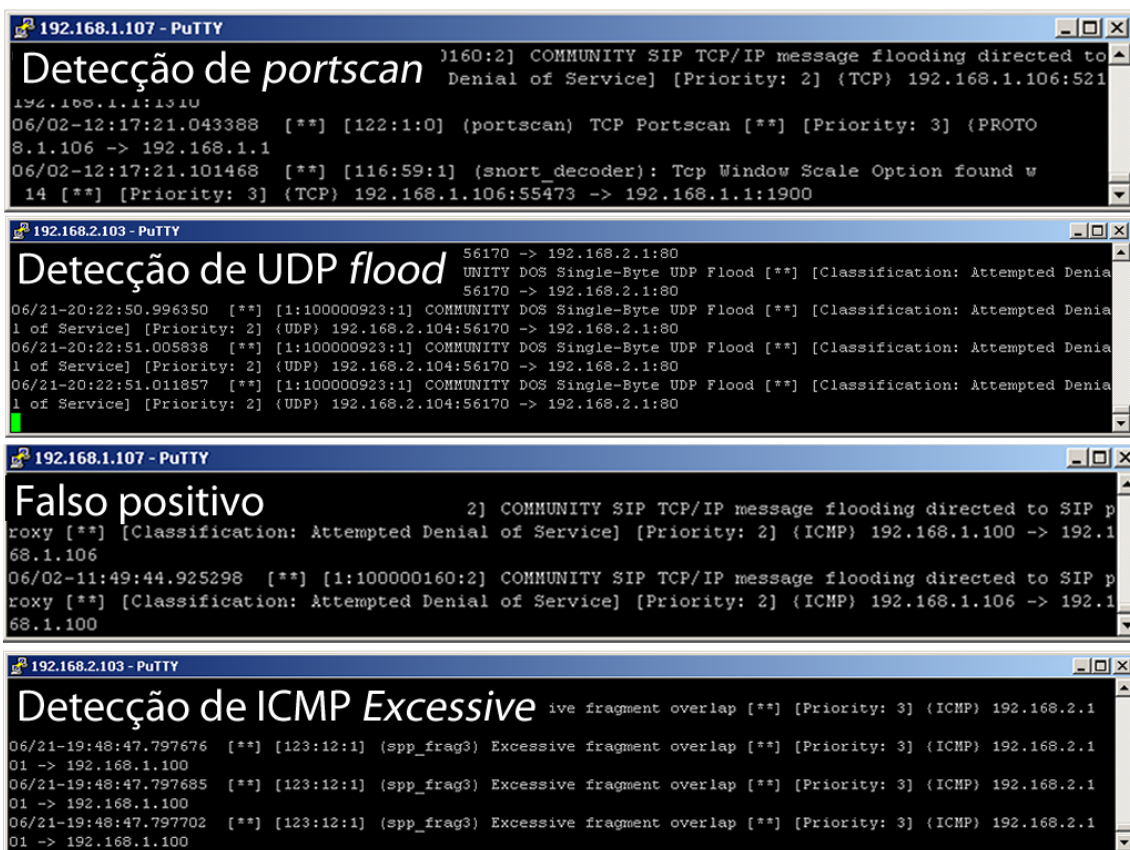 192.168.1.107 - PuTTY
Detecção de portscan
)160:2] COMMUNITY SIP TCP/IP message flooding directed to
Denial of Service] [Priority: 2] {TCP} 192.168.1.106:521
192.168.1.1:1310
06/02-12:17:21.043388  [**] [122:1:0] (portscan) TCP Portscan [**] [Priority: 3] {PROTO
8.1.106 -> 192.168.1.1
06/02-12:17:21.101468  [**] [116:59:1] (snort_decoder): Tcp Window Scale Option found w
14 [**] [Priority: 3] {TCP} 192.168.1.106:55473 -> 192.168.1.1:1900
192.168.2.103 - PuTTY
Detecção de UDP flood
56170 -> 192.168.2.1:80
UNITY DOS Single-Byte UDP Flood [**] [Classification: Attempted Denia
56170 -> 192.168.2.1:80
06/21-20:22:50.996350  [**] [1:100000923:1] COMMUNITY DOS Single-Byte UDP Flood [**] [Classification: Attempted Denia
l of Service] [Priority: 2] {UDP} 192.168.2.104:56170 -> 192.168.2.1:80
06/21-20:22:51.005838  [**] [1:100000923:1] COMMUNITY DOS Single-Byte UDP Flood [**] [Classification: Attempted Denia
l of Service] [Priority: 2] {UDP} 192.168.2.104:56170 -> 192.168.2.1:80
06/21-20:22:51.011857  [**] [1:100000923:1] COMMUNITY DOS Single-Byte UDP Flood [**] [Classification: Attempted Denia
l of Service] [Priority: 2] {UDP} 192.168.2.104:56170 -> 192.168.2.1:80
192.168.1.107 - PuTTY
Falso positivo
2] COMMUNITY SIP TCP/IP message flooding directed to SIP p
roxy [**] [Classification: Attempted Denial of Service] [Priority: 2] {ICMP} 192.168.1.100 -> 192.1
68.1.106
06/02-11:49:44.925298  [**] [1:100000160:2] COMMUNITY SIP TCP/IP message flooding directed to SIP p
roxy [**] [Classification: Attempted Denial of Service] [Priority: 2] {ICMP} 192.168.1.106 -> 192.1
68.1.100
192.168.2.103 - PuTTY
Detecção de ICMP Excessive
ive fragment overlap [**] [Priority: 3] {ICMP} 192.168.2.1
06/21-19:48:47.797676  [**] [123:12:1] (spp_frag3) Excessive fragment overlap [**] [Priority: 3] {ICMP} 192.168.2.1
01 -> 192.168.1.100
06/21-19:48:47.797685  [**] [123:12:1] (spp_frag3) Excessive fragment overlap [**] [Priority: 3] {ICMP} 192.168.2.1
01 -> 192.168.1.100
06/21-19:48:47.797702  [**] [123:12:1] (spp_frag3) Excessive fragment overlap [**] [Priority: 3] {ICMP} 192.168.2.1
01 -> 192.168.1.100